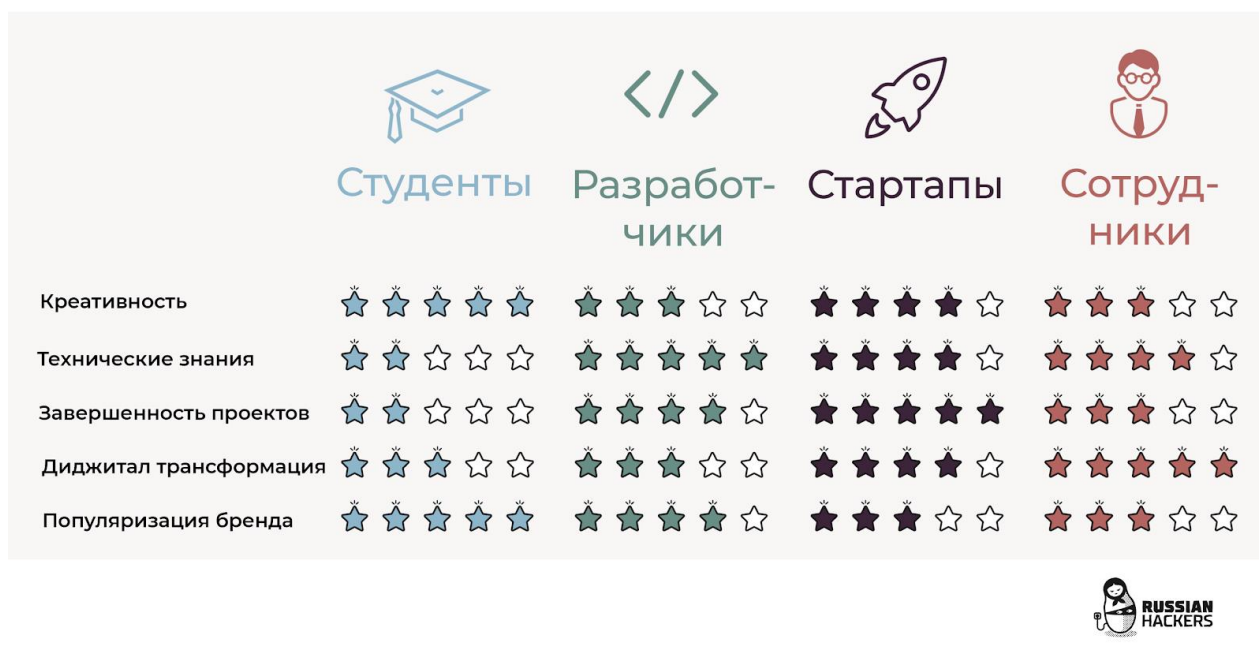 Студенты
Разработ-
чики
Стартапы
Сотруд-
ники
Креативность
Технические знания
Завершенность проектов
Диджитал трансформация
Популяризация бренда
RUSSIAN
HACKERS